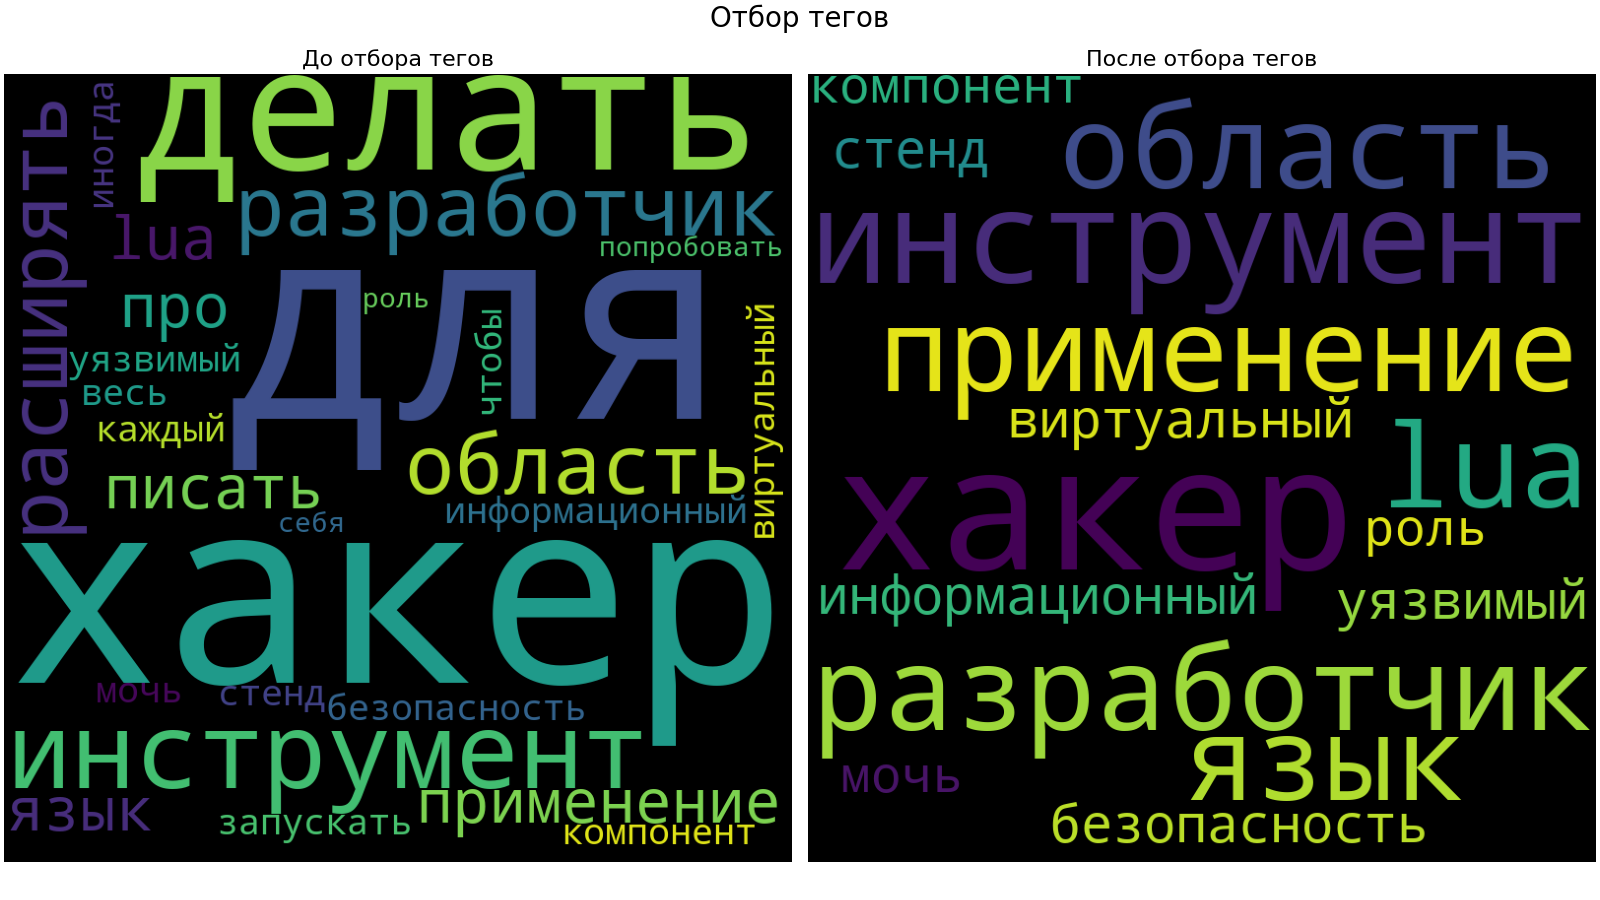 Отбор тегов
До отбора тегов
делать
иногда
расширять
разработчик
lua
попробовать
для
роль
про
чтобы
виртуальный
уязвимый
весь
каждый
область
писать
информационный
себя
хакер
мочь
стенд
безопасность
инструмент
язык
применение
запускать
компонент
После отбора тегов
компонент
область
стенд
инструмент
применение
виртуальный
lua
хакер
роль
информационный
уязвимый
разработчик
язык
мочь
безопасность